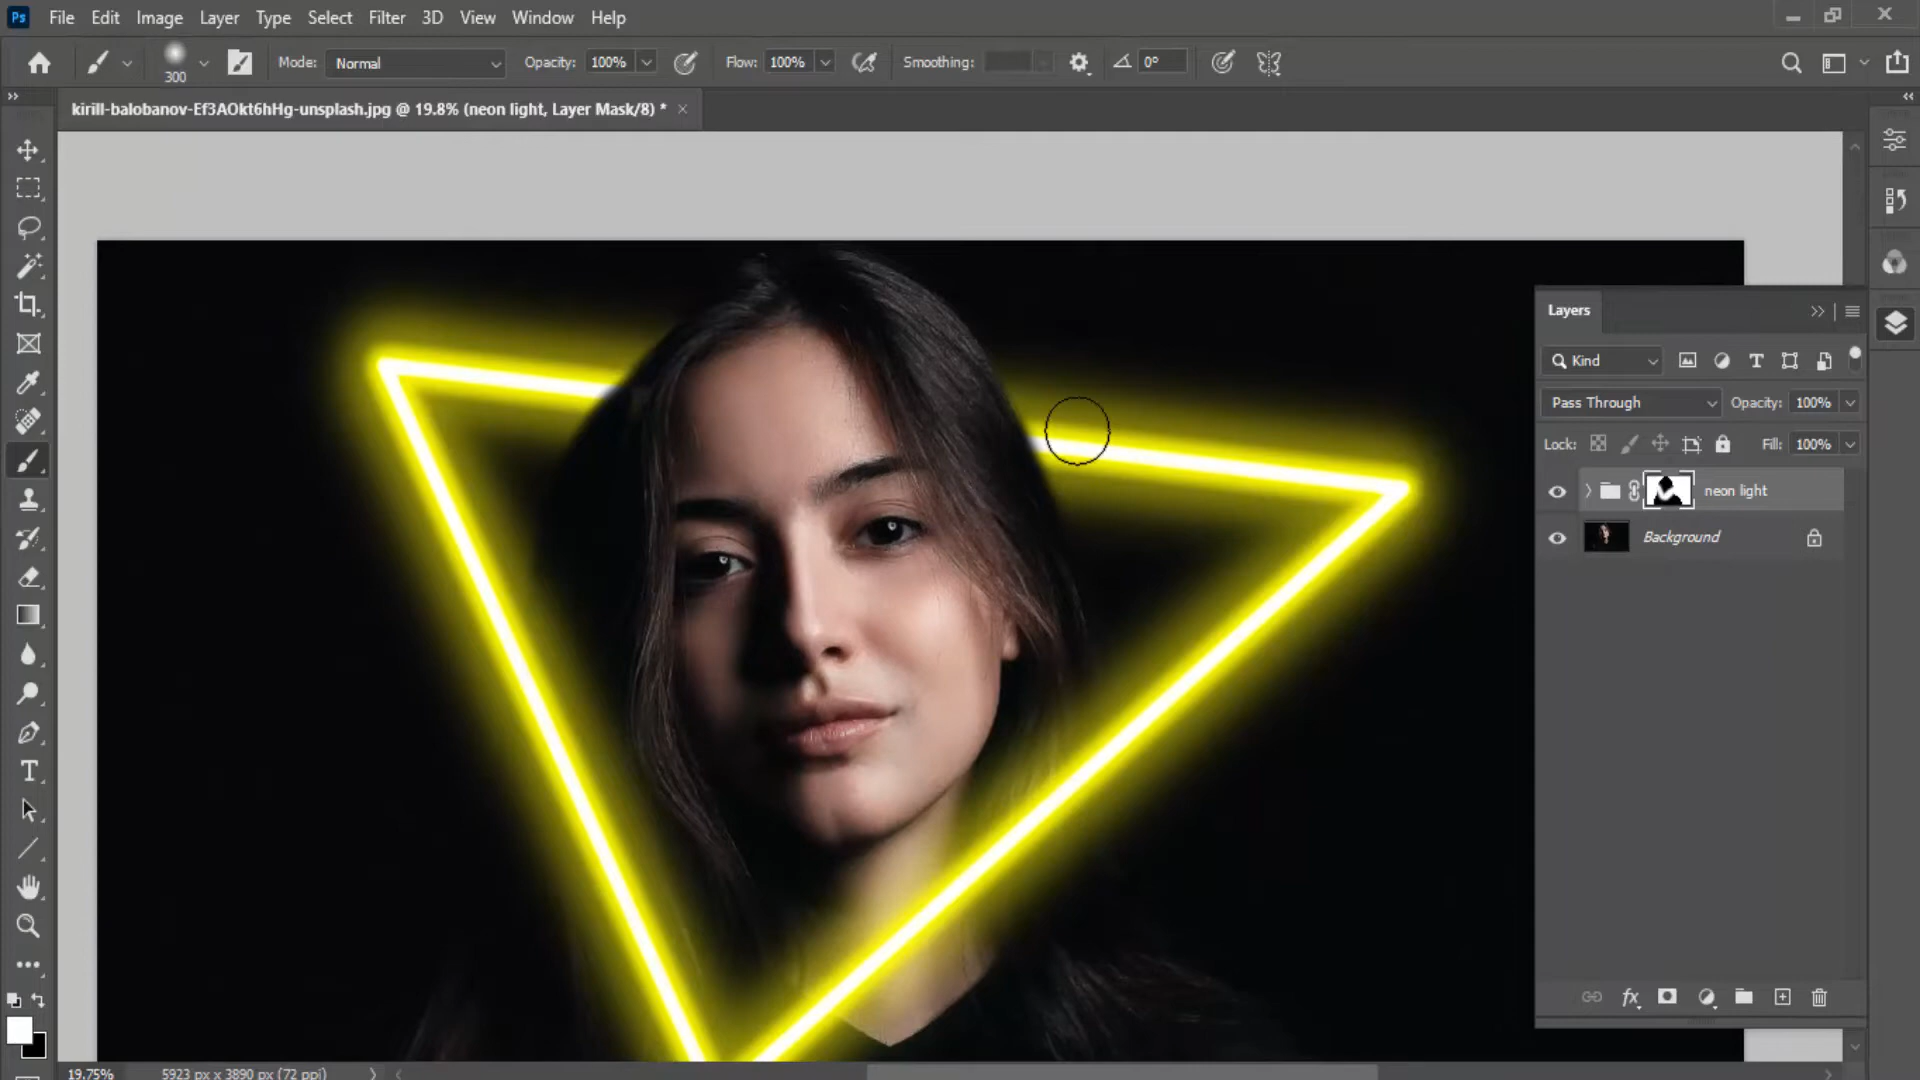 Ps File Edit Image Layer Type Select Filter 3D View Window Help
300 Mode: Normal Opacity: 100% Flow: 100% Smoothing: 0°
kirill-balobanov-Ef3AOkt6hHg-unsplash.jpg @ 19.8% (neon light, Layer Mask/8) *
Layers
Kind
Pass Through Opacity: 100%
Lock: Fill: 100%
neon light
Background
fx
19.75% 5923 px x 3890 px (72 ppi)